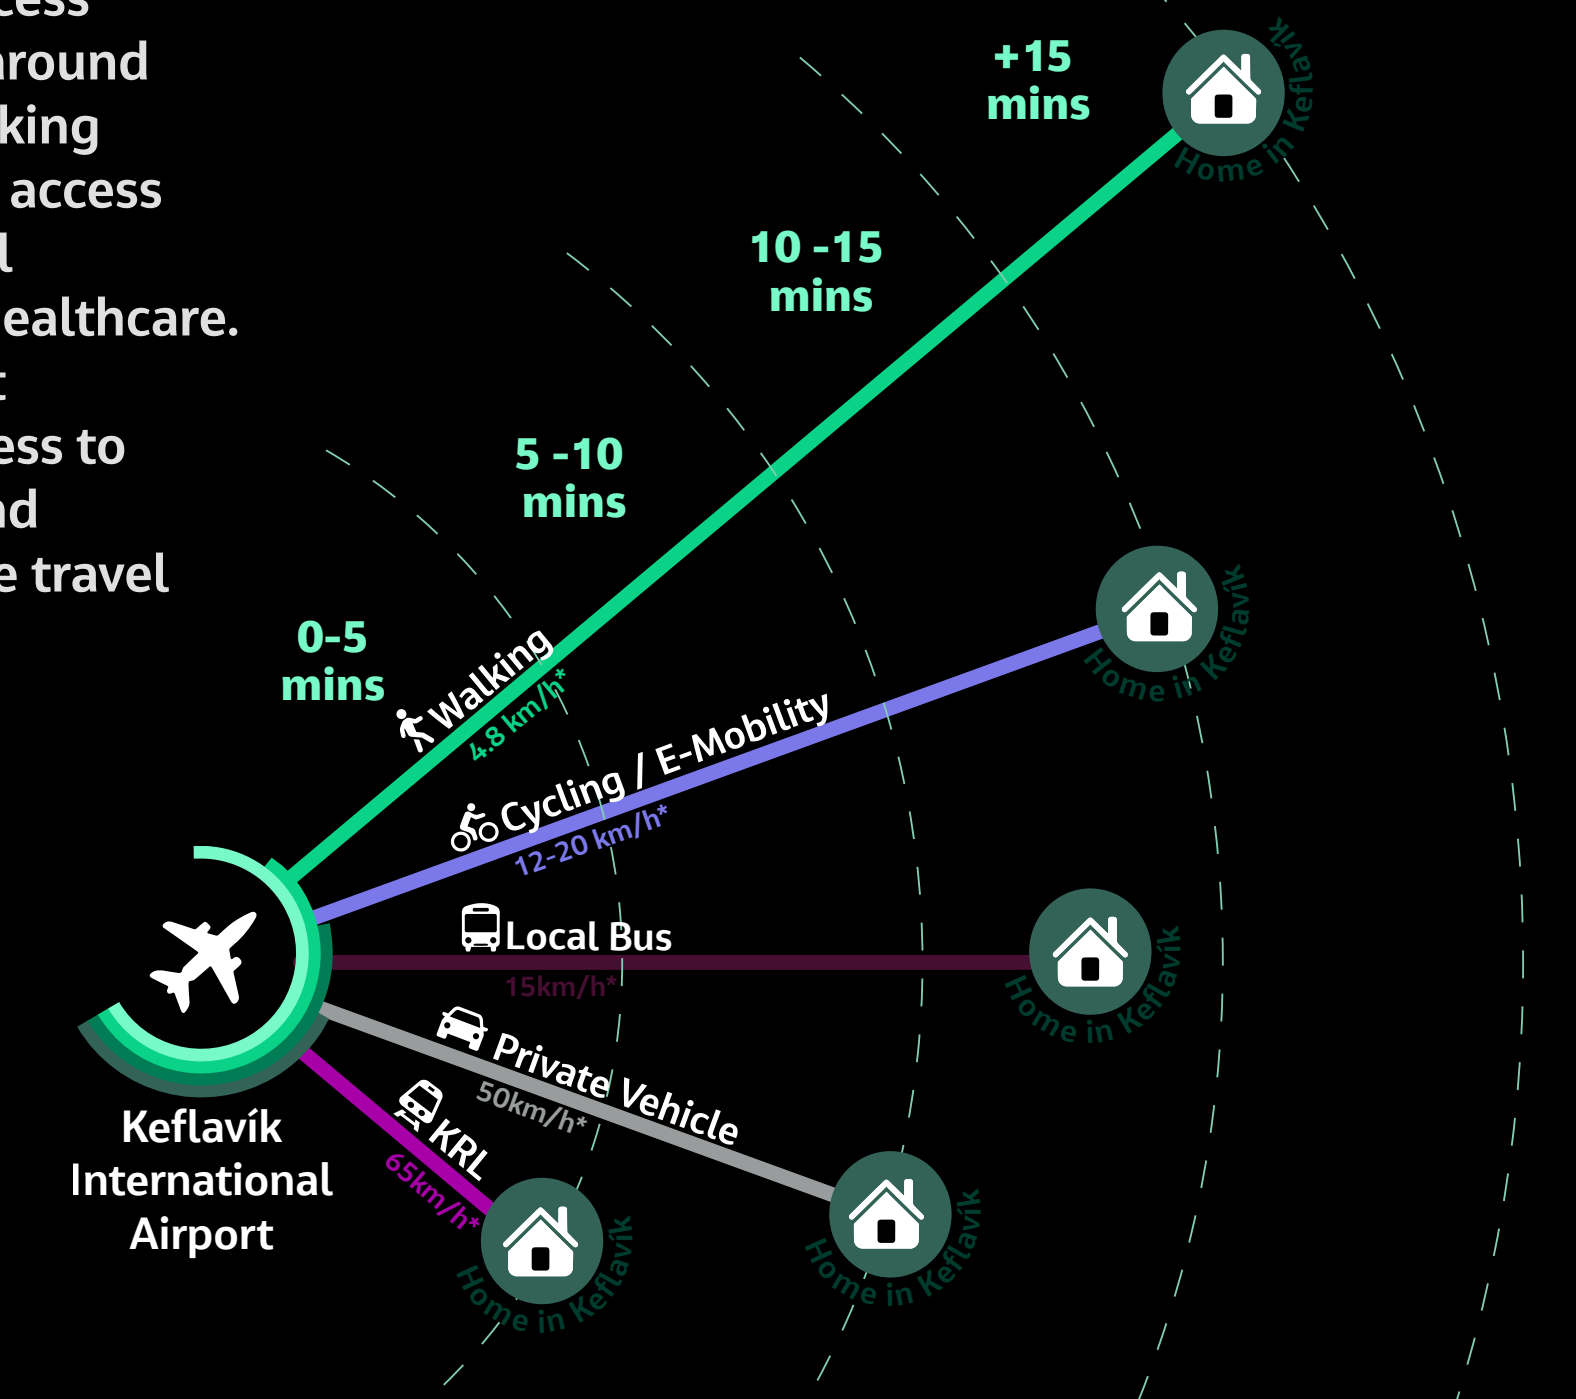 cess
around
king
access
l
ealthcare.
t
ess to
nd
e travel
+15
mins
10 -15
mins
5 -10
mins
0-5
mins
Home in Keflavík
Walking
4.8 km/h*
Home in Keflavík
Cycling / E-Mobility
12-20 km/h*
Local Bus
15km/h*
Home in Keflavík
Private Vehicle
50km/h*
Home in Keflavík
KRL
65km/h*
Home in Keflavík
Keflavík
International
Airport